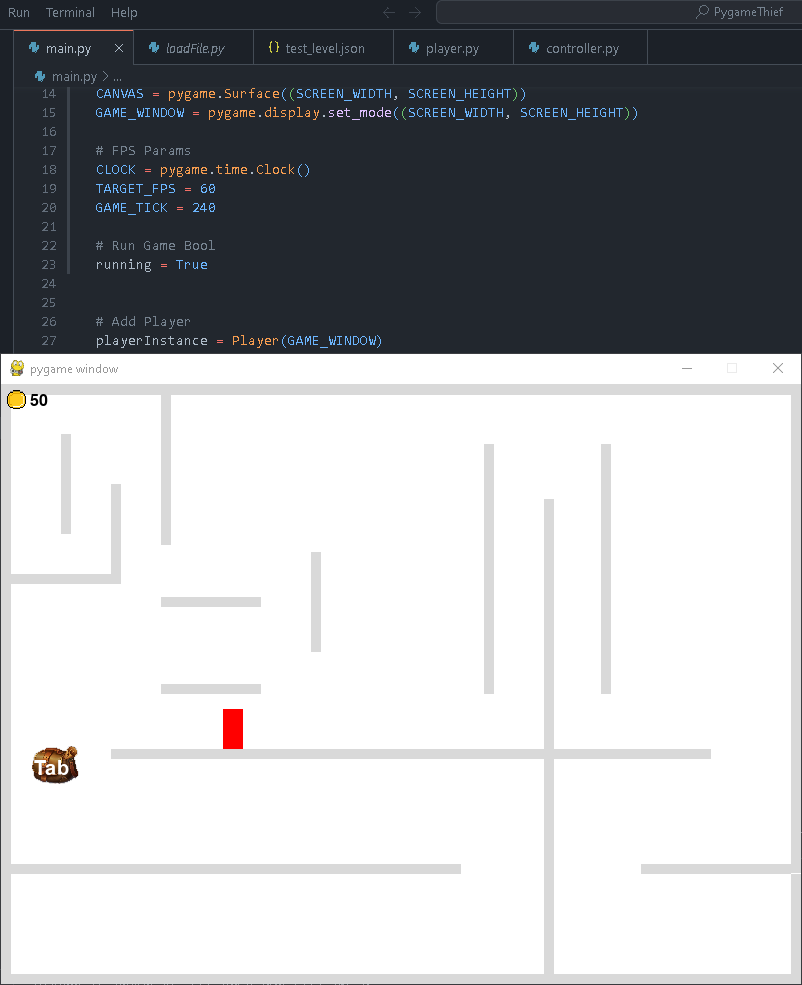 Run Terminal Help PygameThief
main.py loadFile.py {} test_level.json player.py controller.py
main.py > ...
14 CANVAS = pygame.Surface((SCREEN_WIDTH, SCREEN_HEIGHT))
15 GAME_WINDOW = pygame.display.set_mode((SCREEN_WIDTH, SCREEN_HEIGHT))
16
17 # FPS Params
18 CLOCK = pygame.time.Clock()
19 TARGET_FPS = 60
20 GAME_TICK = 240
21
22 # Run Game Bool
23 running = True
24
25
26 # Add Player
27 playerInstance = Player(GAME_WINDOW)
pygame window
50
Tab